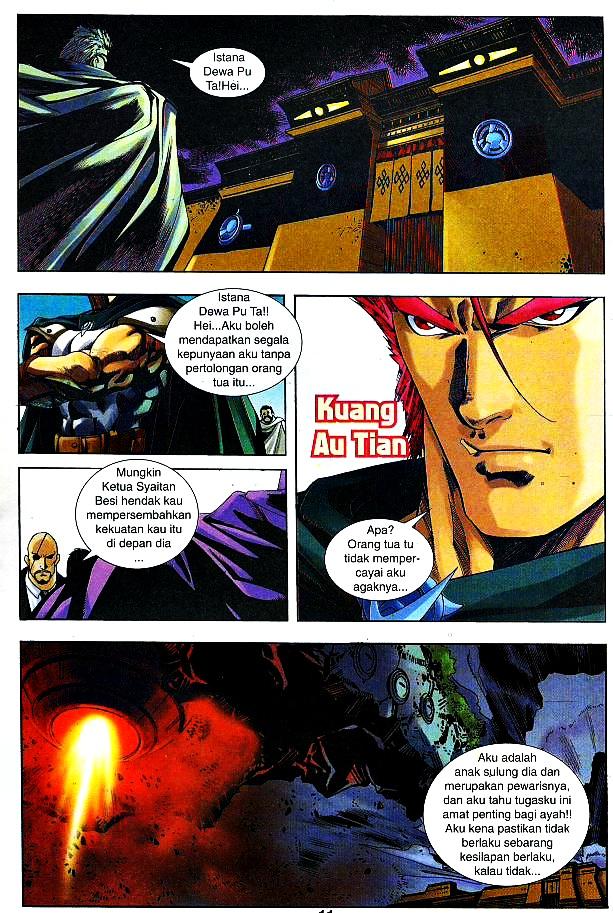 Istana
Dewa Pu
Ta!Hei...
Istana
Dewa Pu Ta!!
Hei...Aku boleh
mendapatkan segala
kepunyaan aku tanpa
pertolongan orang
tua itu...
Kuang
Au Tian
Mungkin
Ketua Syaitan
Besi hendak kau
mempersembahkan
kekuatan kau itu
di depan dia
...
Apa?
Orang tua tu
tidak memper-
cayai aku
agaknya...
Aku adalah
anak sulung dia dan
merupakan pewarisnya,
dan aku tahu tugasku ini
amat penting bagi ayah!!
Aku kena pastikan tidak
berlaku sebarang
kesilapan berlaku,
kalau tidak...
11